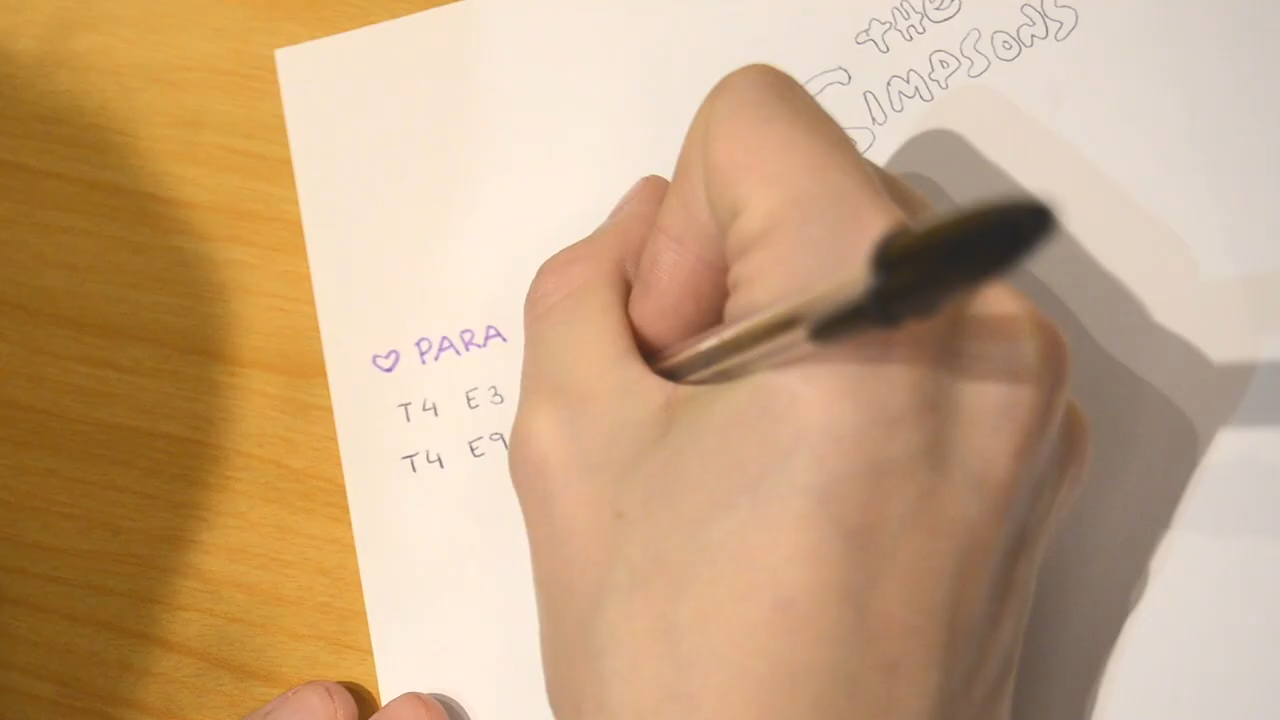 THE
SIMPSONS
♡ PARA
T4 E3
T4 E9